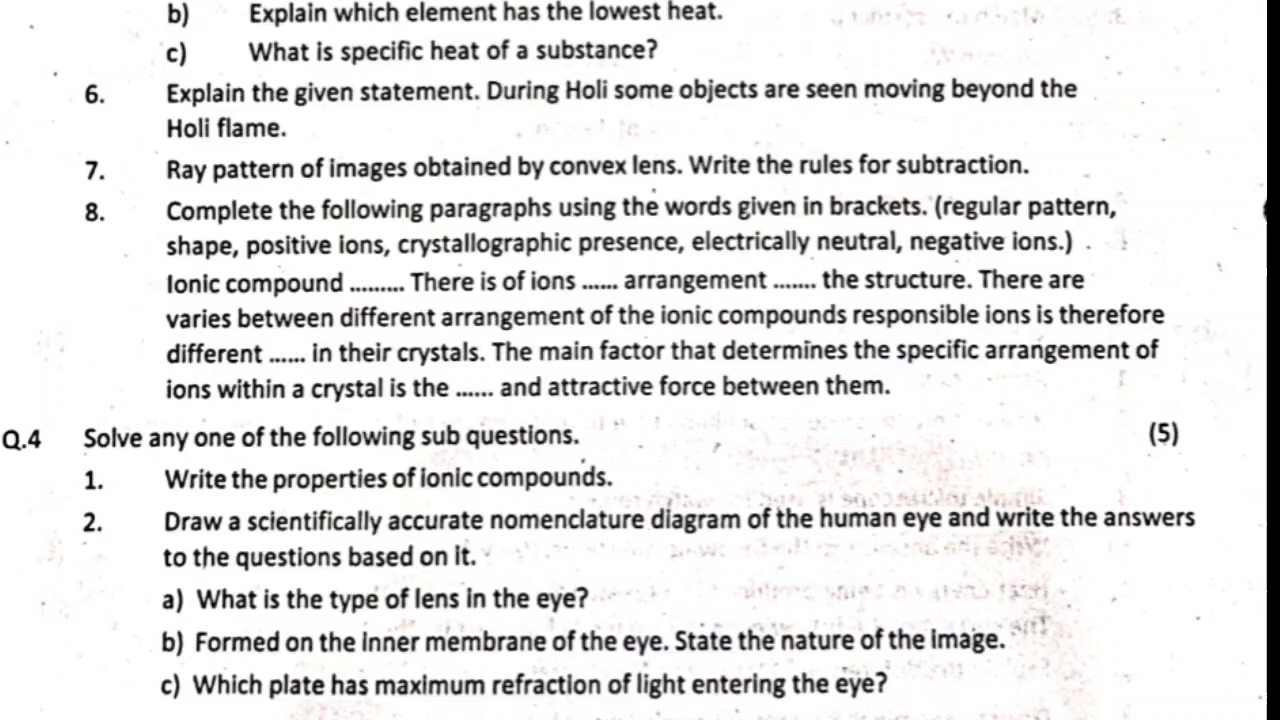 b) Explain which element has the lowest heat.
c) What is specific heat of a substance?
6. Explain the given statement. During Holi some objects are seen moving beyond the
Holi flame.
7. Ray pattern of images obtained by convex lens. Write the rules for subtraction.
8. Complete the following paragraphs using the words given in brackets. (regular pattern,
shape, positive ions, crystallographic presence, electrically neutral, negative ions.)
Ionic compound ......... There is of ions ...... arrangement ....... the structure. There are
varies between different arrangement of the ionic compounds responsible ions is therefore
different ...... in their crystals. The main factor that determines the specific arrangement of
ions within a crystal is the ...... and attractive force between them.
Q.4 Solve any one of the following sub questions. (5)
1. Write the properties of ionic compounds.
2. Draw a scientifically accurate nomenclature diagram of the human eye and write the answers
to the questions based on it.
a) What is the type of lens in the eye?
b) Formed on the inner membrane of the eye. State the nature of the image.
c) Which plate has maximum refraction of light entering the eye?